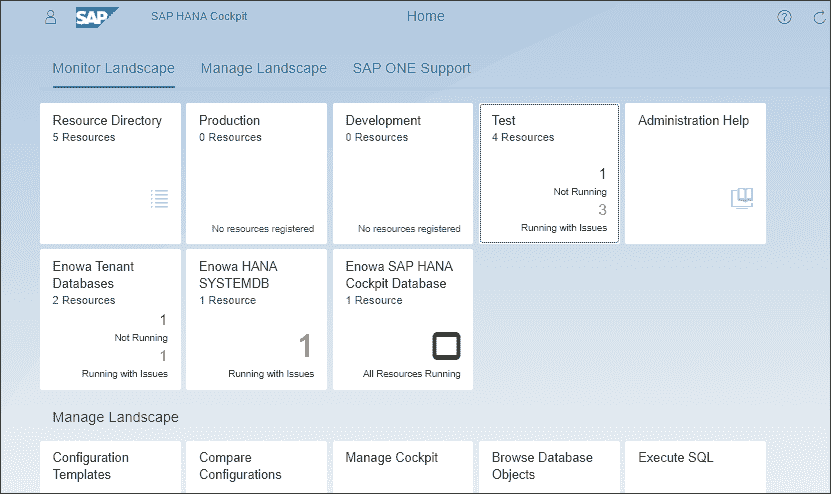 SAP SAP HANA Cockpit Home ?
Monitor Landscape Manage Landscape SAP ONE Support
Resource Directory
5 Resources
Production
0 Resources
No resources registered
Development
0 Resources
No resources registered
Test
4 Resources
1
Not Running
3
Running with Issues
Administration Help
Enowa Tenant
Databases
2 Resources
1
Not Running
1
Running with Issues
Enowa HANA
SYSTEMDB
1 Resource
1
Running with Issues
Enowa SAP HANA
Cockpit Database
1 Resource
All Resources Running
Manage Landscape
Configuration
Templates
Compare
Configurations
Manage Cockpit
Browse Database
Objects
Execute SQL